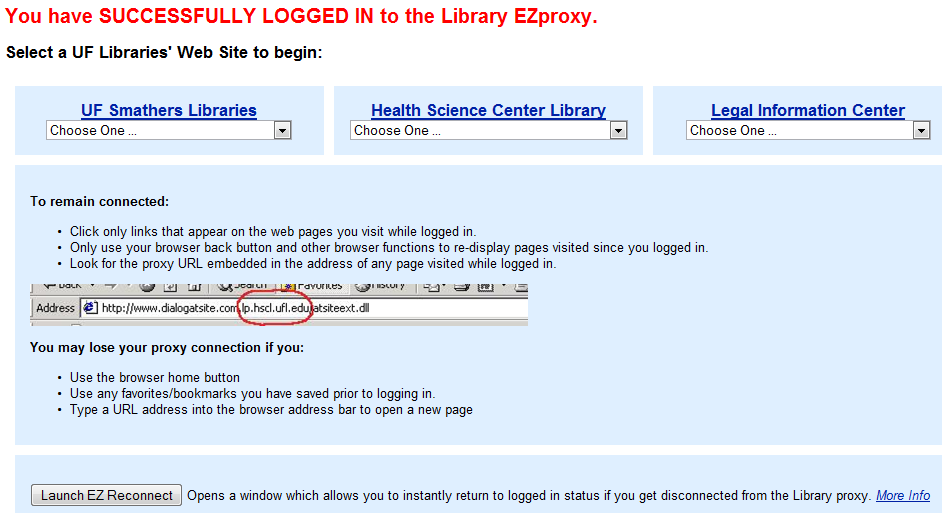 You have SUCCESSFULLY LOGGED IN to the Library EZproxy.
Select a UF Libraries' Web Site to begin:
UF Smathers Libraries Health Science Center Library Legal Information Center
Choose One ... Choose One ... Choose One ...
To remain connected:
• Click only links that appear on the web pages you visit while logged in.
• Only use your browser back button and other browser functions to re-display pages visited since you logged in.
• Look for the proxy URL embedded in the address of any page visited while logged in.
Back Search Favorites History
Address http://www.dialogatsite.com.lp.hscl.ufl.edu/atsiteext.dll
You may lose your proxy connection if you:
• Use the browser home button
• Use any favorites/bookmarks you have saved prior to logging in.
• Type a URL address into the browser address bar to open a new page
Launch EZ Reconnect Opens a window which allows you to instantly return to logged in status if you get disconnected from the Library proxy. More Info